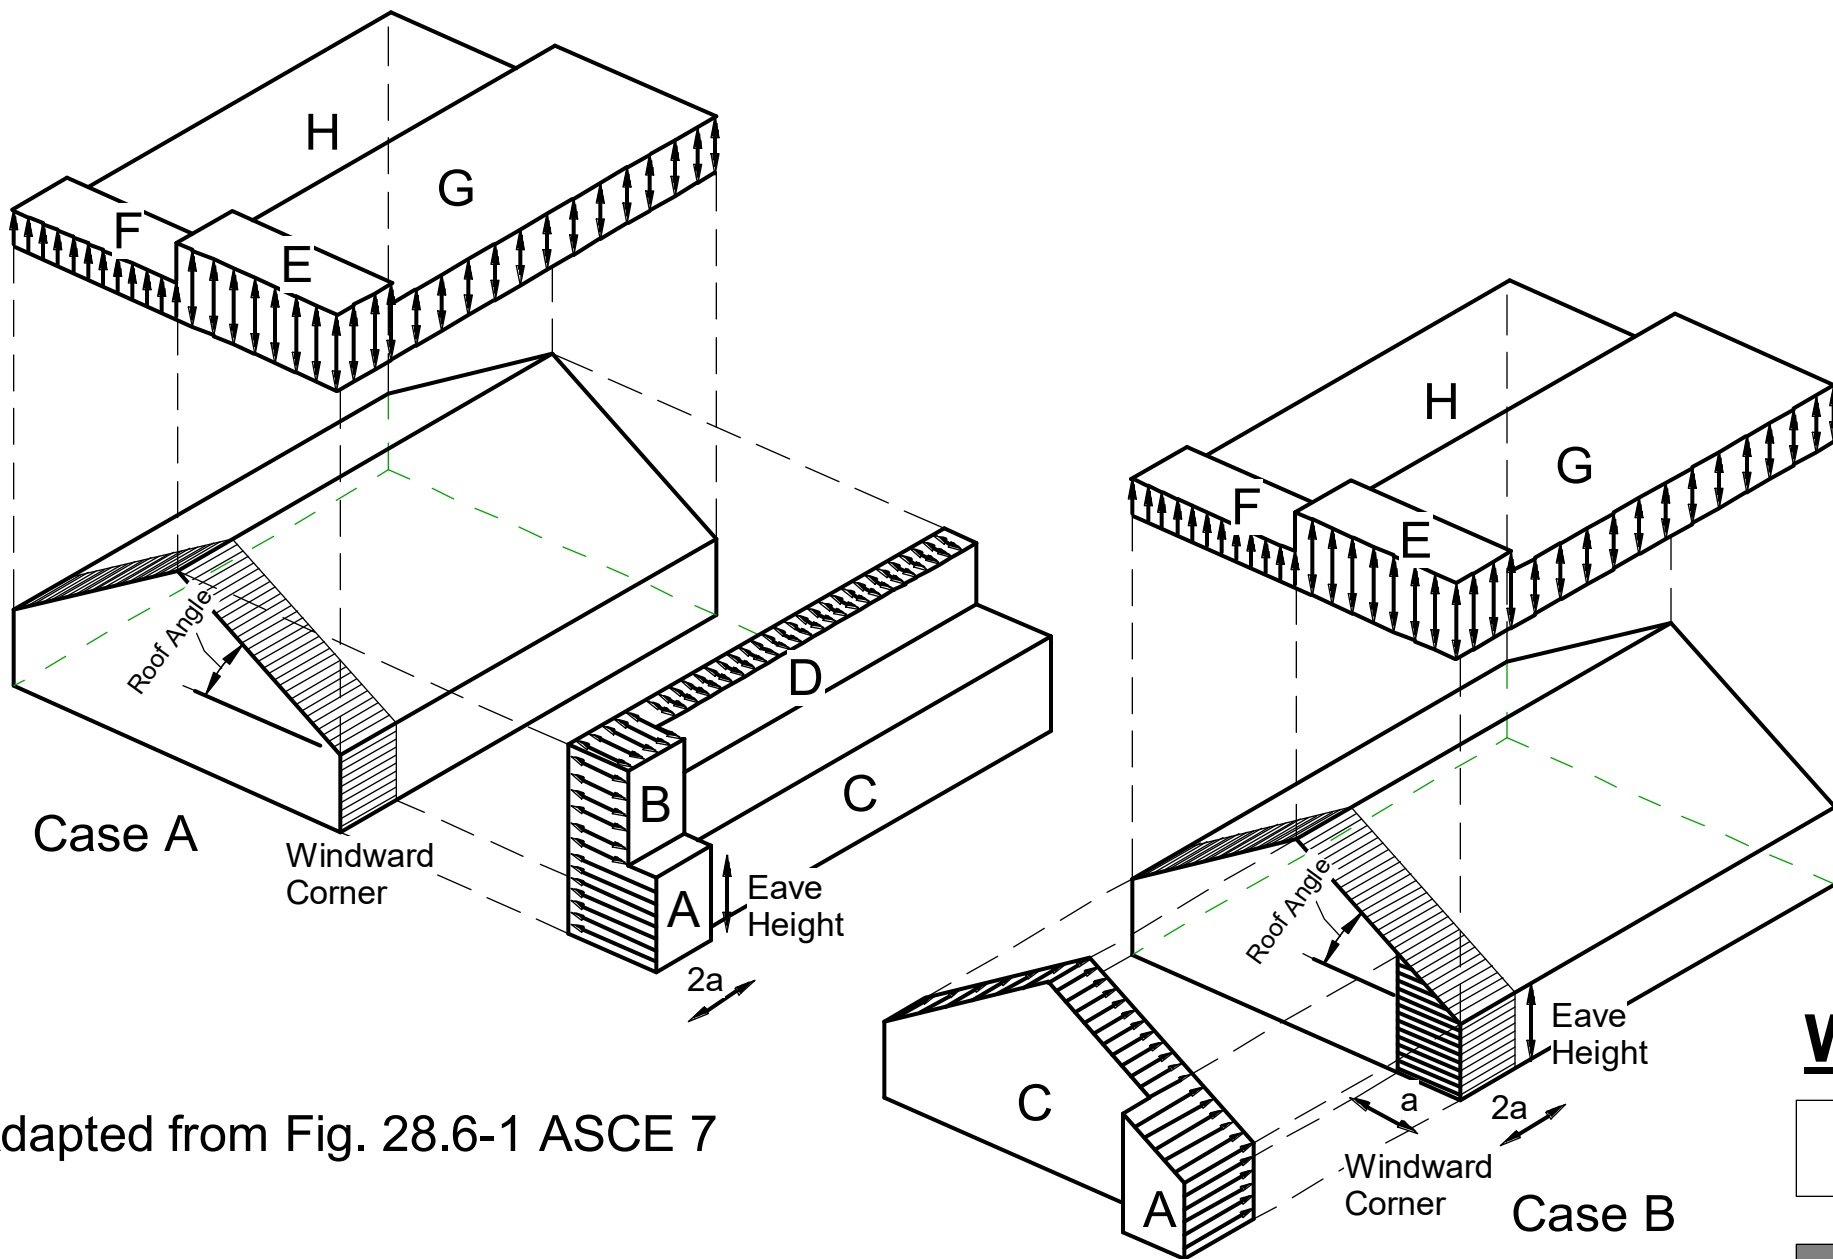 H
G
F
E
Roof Angle
D
B
C
A
Case A
Windward
Corner
Eave
Height
2a
H
G
F
E
Roof Angle
Eave
Height
C
A
a
2a
Windward
Corner
Case B
dapted from Fig. 28.6-1 ASCE 7